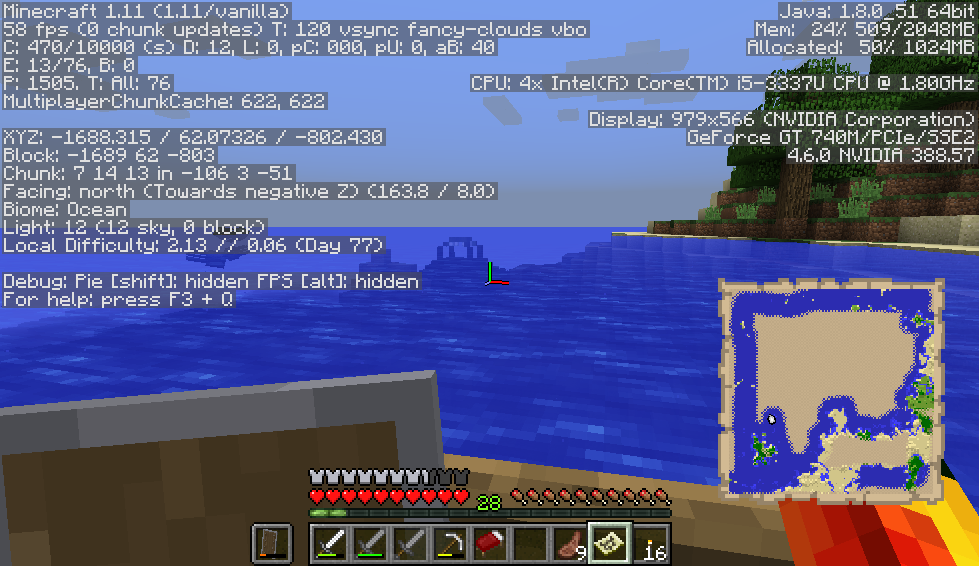 Minecraft 1.11 (1.11/vanilla)
58 fps (0 chunk updates) T: 120 vsync fancy-clouds vbo
C: 470/10000 (s) D: 12, L: 0, pC: 000, pU: 0, aB: 40
E: 13/76, B: 0
P: 1505. T: All: 76
MultiplayerChunkCache: 622, 622
XYZ: -1688.315 / 62.07326 / -802.430
Block: -1689 62 -803
Chunk: 7 14 13 in -106 3 -51
Facing: north (Towards negative Z) (163.8 / 8.0)
Biome: Ocean
Light: 12 (12 sky, 0 block)
Local Difficulty: 2.13 // 0.06 (Day 77)
Debug: Pie [shift]: hidden FPS [alt]: hidden
For help: press F3 + Q
Java: 1.8.0_51 64bit
Mem: 24% 509/2048MB
Allocated: 50% 1024MB
CPU: 4x Intel(R) Core(TM) i5-3337U CPU @ 1.80GHz
Display: 979x566 (NVIDIA Corporation)
GeForce GT 740M/PCIe/SSE2
4.6.0 NVIDIA 388.57
28
9
16